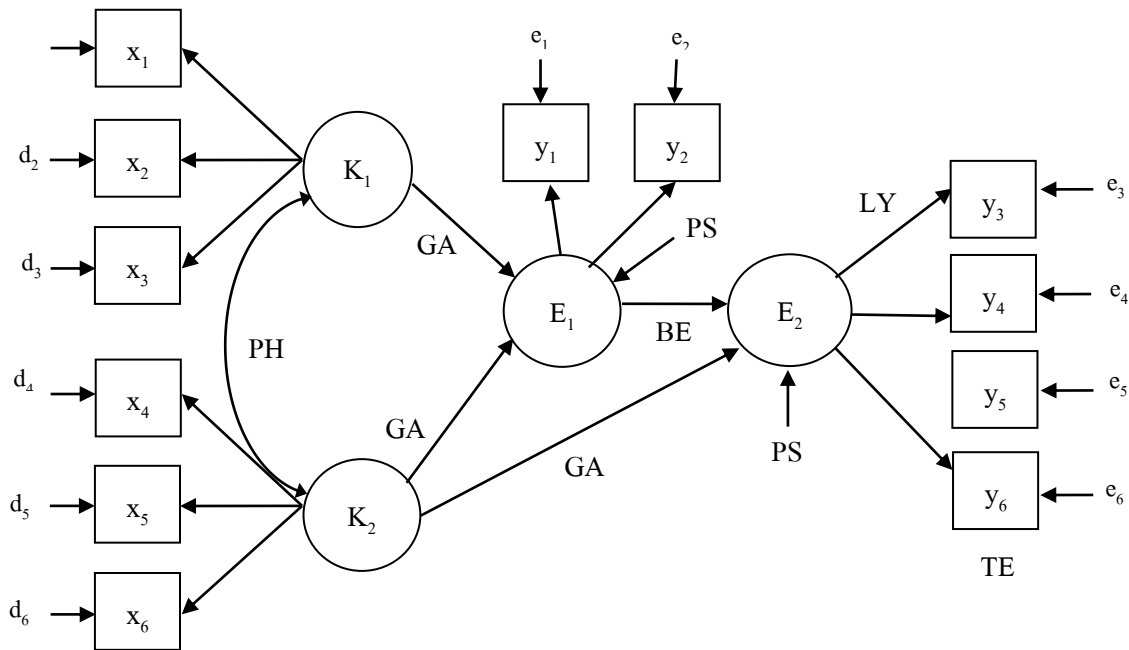 x1
d2
x2
d3
x3
d4
x4
d5
x5
d6
x6
K1
K2
PH
GA
GA
GA
e1
e2
y1
y2
PS
E1
BE
E2
PS
LY
y3
e3
y4
e4
y5
e5
y6
e6
TE